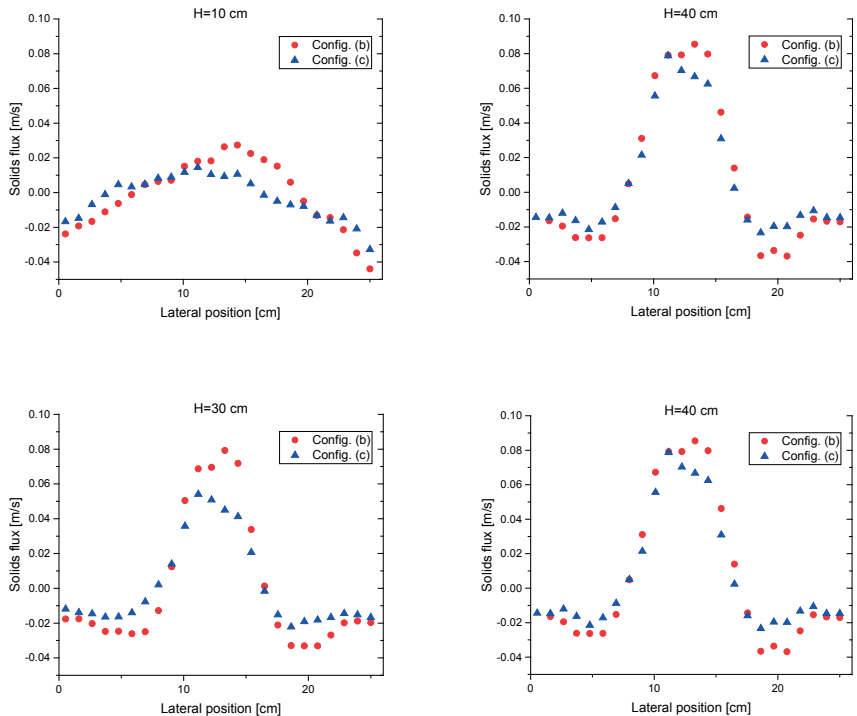 H=10 cm
0.10
0.08
0.06
0.04
0.02
0.00
-0.02
-0.04
Solids flux [m/s]
Config. (b)
Config. (c)
0
10
20
Lateral position [cm]
H=40 cm
0.10
0.08
0.06
0.04
0.02
0.00
-0.02
-0.04
Solids flux [m/s]
Config. (b)
Config. (c)
0
10
20
Lateral position [cm]
H=30 cm
0.10
0.08
0.06
0.04
0.02
0.00
-0.02
-0.04
Solids flux [m/s]
Config. (b)
Config. (c)
0
10
20
Lateral position [cm]
H=40 cm
0.10
0.08
0.06
0.04
0.02
0.00
-0.02
-0.04
Solids flux [m/s]
Config. (b)
Config. (c)
0
10
20
Lateral position [cm]